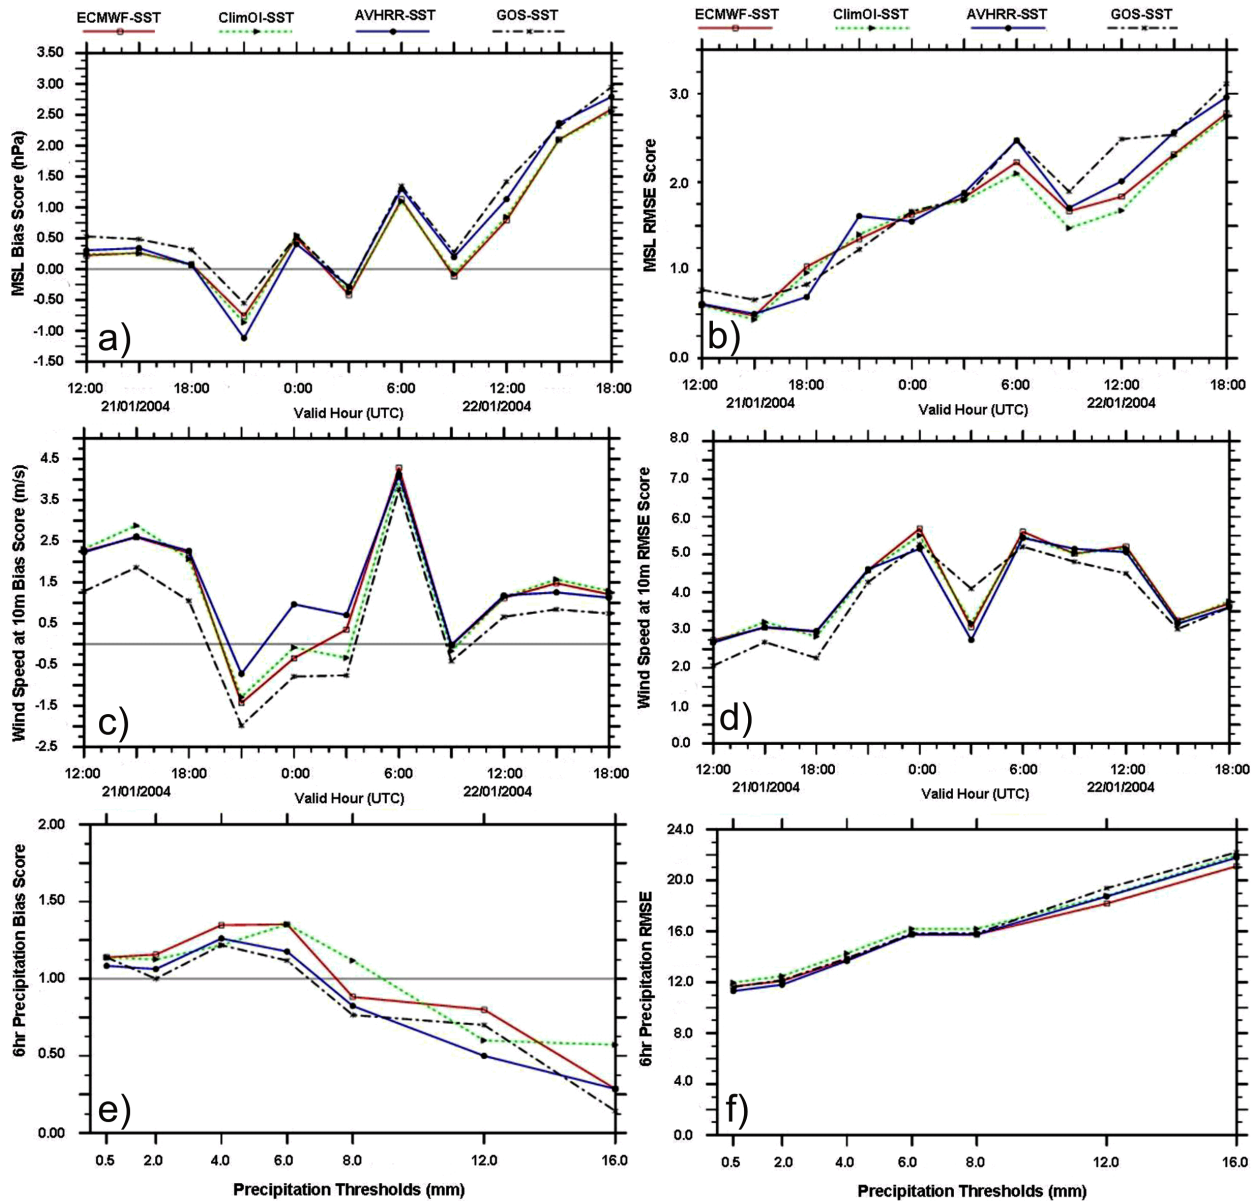 ECMWF-SST ClimOI-SST AVHRR-SST GOS-SST
ECMWF-SST ClimOI-SST AVHRR-SST GOS-SST
MSL Bias Score (hPa)
3.50
3.00
2.50
2.00
1.50
1.00
0.50
0.00
-0.50
-1.00
-1.50
a)
12:00 18:00 0:00 6:00 12:00 18:00
21/01/2004 22/01/2004
Valid Hour (UTC)
MSL RMSE Score
3.0
2.0
1.0
0.0
b)
12:00 18:00 0:00 6:00 12:00 18:00
21/01/2004 22/01/2004
Valid Hour (UTC)
Wind Speed at 10m Bias Score (m/s)
4.5
3.5
2.5
1.5
0.5
-0.5
-1.5
-2.5
c)
12:00 18:00 0:00 6:00 12:00 18:00
21/01/2004 22/01/2004
Valid Hour (UTC)
Wind Speed at 10m RMSE Score
8.0
7.0
6.0
5.0
4.0
3.0
2.0
1.0
0.0
d)
12:00 18:00 0:00 6:00 12:00 18:00
21/01/2004 22/01/2004
Valid Hour (UTC)
6hr Precipitation Bias Score
2.00
1.50
1.00
0.50
0.00
e)
0.5 2.0 4.0 6.0 8.0 12.0 16.0
Precipitation Thresholds (mm)
6hr Precipitation RMSE
24.0
20.0
16.0
12.0
8.0
4.0
0.0
f)
0.5 2.0 4.0 6.0 8.0 12.0 16.0
Precipitation Thresholds (mm)